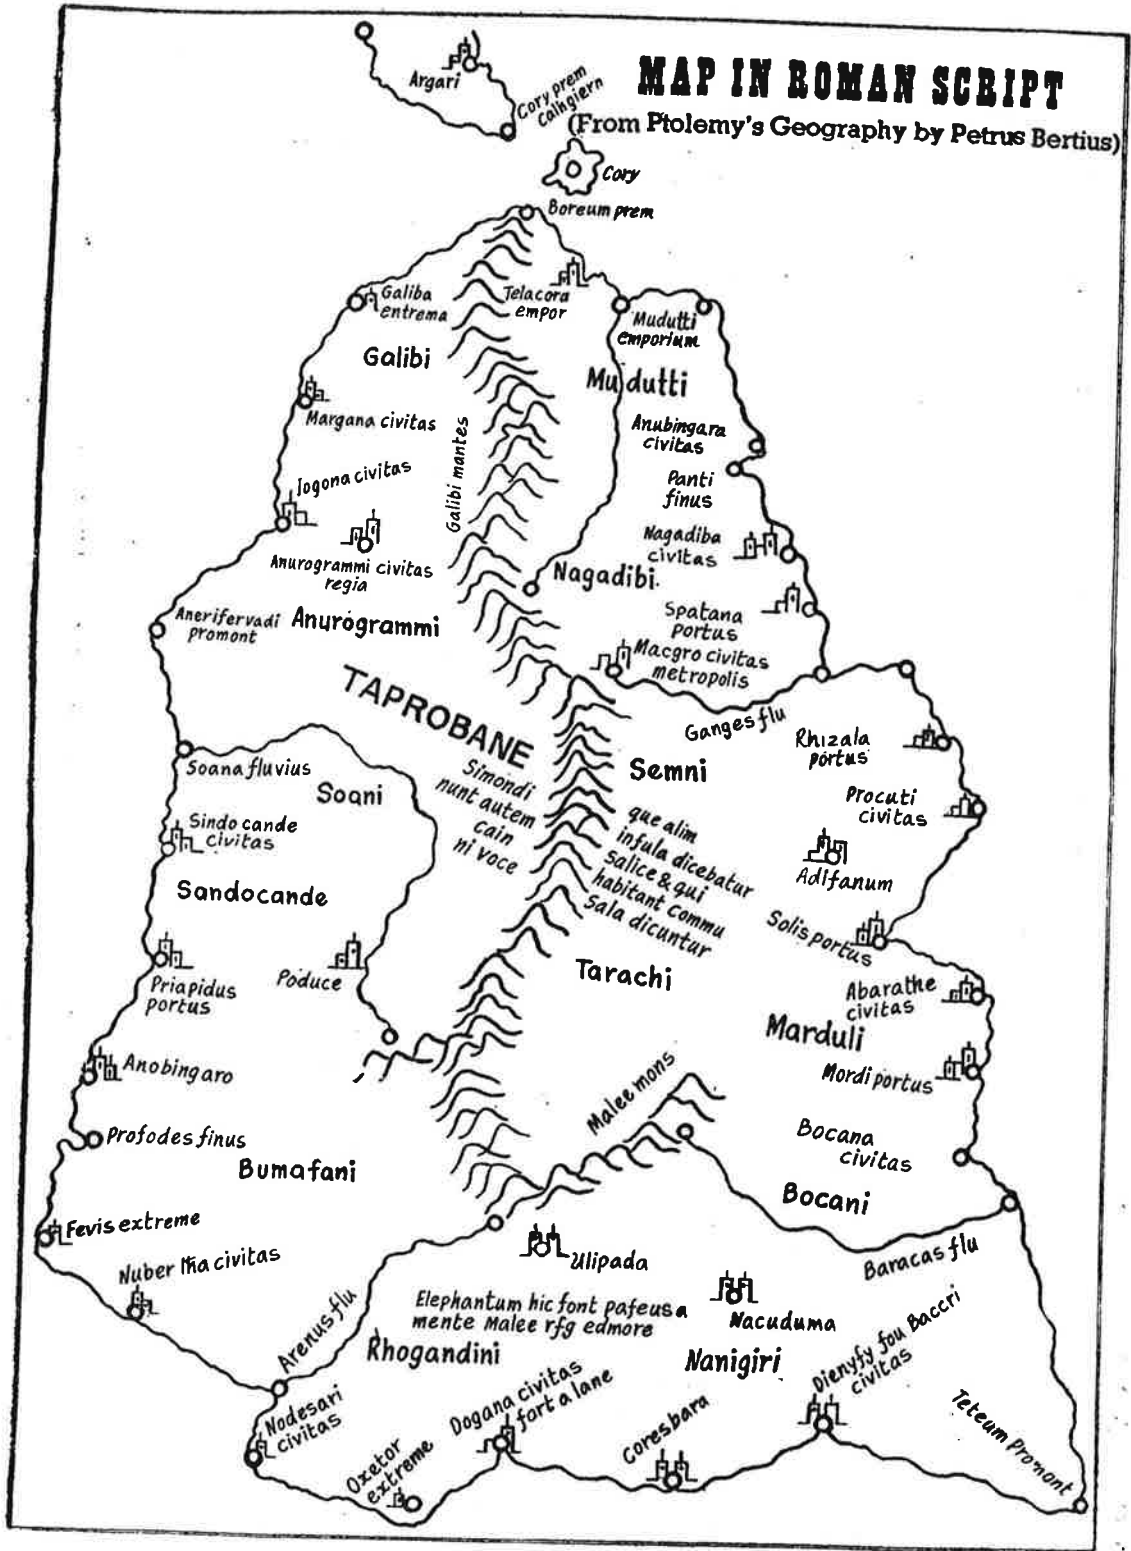 MAP IN ROMAN SCRIPT
(From Ptolemy's Geography by Petrus Bertius)
Argari
Cory prem
Calhgiern
Cory
Boreum prem
Galiba
entrema
Telacora
empor
Mudutti
emporium
Galibi
Mudutti
Margana civitas
Anubingara
civitas
Galibi mantes
Iogona civitas
Panti
finus
Nagadiba
civitas
Anurogrammi civitas
regia
Nagadibi.
Spatana
portus
Anerifervadi
promont
Anurogrammi
Macgro civitas
metropolis
TAPROBANE
Ganges flu
Rhizala
portus
Soana fluvius
Soani
Simondi
nunt autem
cain
ni voce
Semni
Procuti
civitas
que alim
infula dicebatur
salice & qui
habitant commu
Sala dicuntur
Sindo cande
civitas
Adifanum
Sandocande
Solis portus
Priapidus
portus
Poduce
Tarachi
Abarathe
civitas
Marduli
Anobingaro
Mordi portus
Malee mons
Profodes finus
Bocana
civitas
Bumafani
Bocani
Fevis extreme
Nuber tha civitas
Ulipada
Baracas flu
Arenus flu
Elephantum hic font pafeusa
mente Malee rfg edmore
Nacuduma
Rhogandini
Nanigiri
Dienyfy fou Baccri
civitas
Nodesari
civitas
Dogana civitas
fort a lane
Coresbara
Teteum Promont
Oxetor
extreme